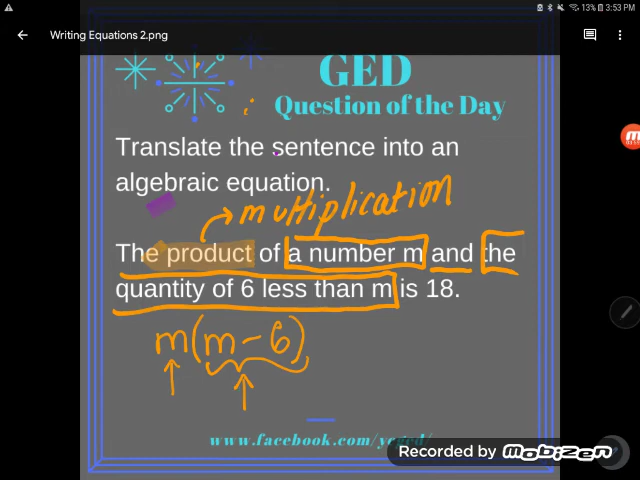 13% 3:53 PM
Writing Equations 2.png
GED
Question of the Day
Translate the sentence into an
algebraic equation.
multiplication
The product of a number m and the
quantity of 6 less than m is 18.
m(m-6)
www.facebook.com/ycged/
Recorded by MOBIZEN